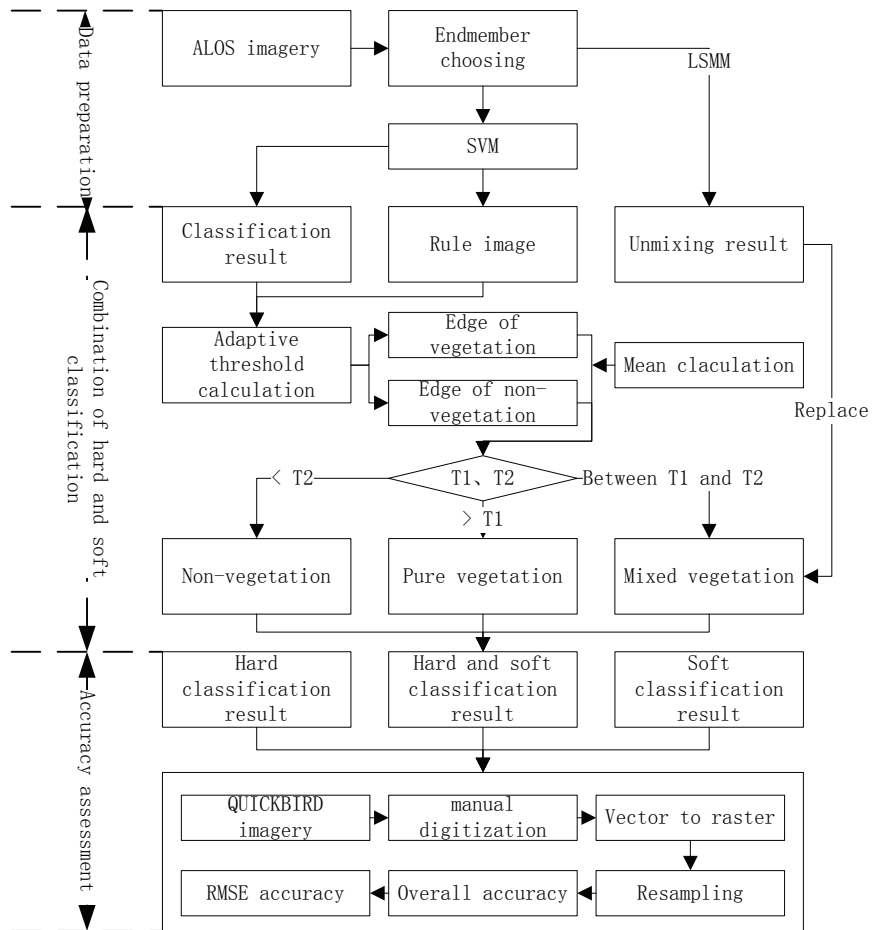 Data preparation
ALOS imagery
Endmember
choosing
LSMM
SVM
Combination of hard and soft
classification
Classification
result
Rule image
Unmixing result
Adaptive
threshold
calculation
Edge of
vegetation
Edge of non-
vegetation
Mean claculation
Replace
< T2
T1、T2
Between T1 and T2
> T1
Non-vegetation
Pure vegetation
Mixed vegetation
Accuracy assessment
Hard
classification
result
Hard and soft
classification
result
Soft
classification
result
QUICKBIRD
imagery
manual
digitization
Vector to raster
RMSE accuracy
Overall accuracy
Resampling